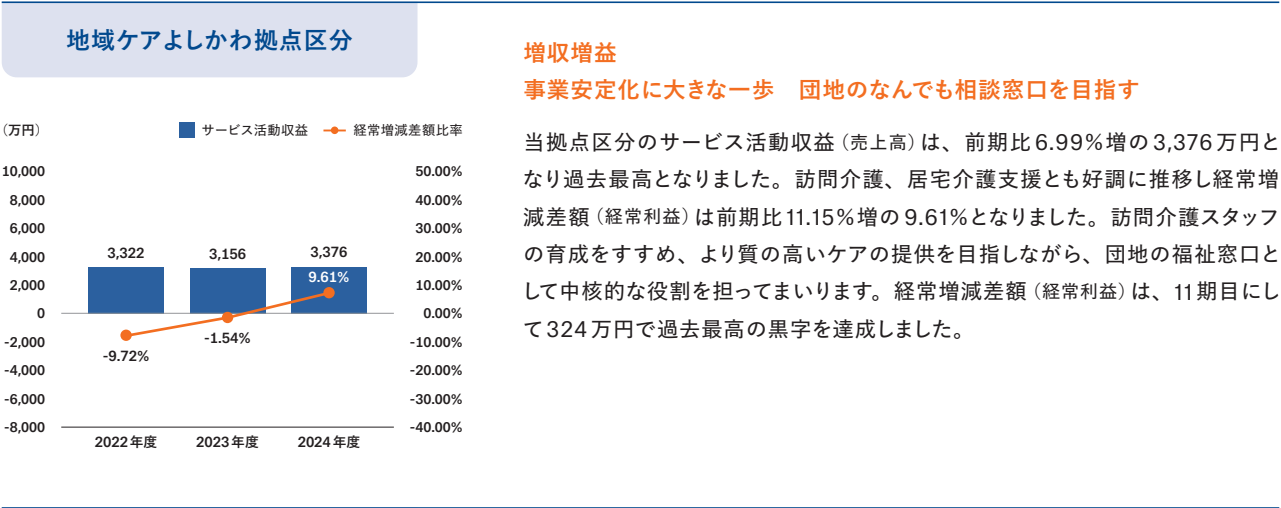 地域ケアよしかわ拠点区分
増収増益
事業安定化に大きな一歩　団地のなんでも相談窓口を目指す
当拠点区分のサービス活動収益（売上高）は、前期比6.99%増の3,376万円と
なり過去最高となりました。訪問介護、居宅介護支援とも好調に推移し経常増
減差額（経常利益）は前期比11.15%増の9.61%となりました。訪問介護スタッフ
の育成をすすめ、より質の高いケアの提供を目指しながら、団地の福祉窓口と
して中核的な役割を担ってまいります。経常増減差額（経常利益）は、11期目にし
て324万円で過去最高の黒字を達成しました。
（万円） サービス活動収益 経常増減差額比率
10,000 50.00%
8,000 40.00%
6,000 30.00%
4,000 20.00%
2,000 10.00%
0 0.00%
-2,000 -10.00%
-4,000 -20.00%
-6,000 -30.00%
-8,000 -40.00%
3,322 3,156 3,376
9.61%
-1.54%
-9.72%
2022年度 2023年度 2024年度